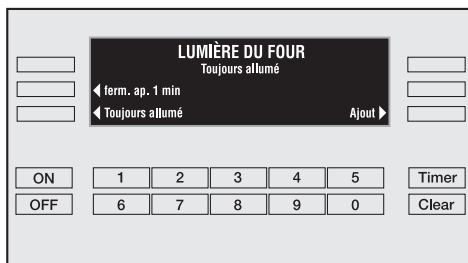 LUMIÈRE DU FOUR
Toujours allumé
ferm. ap. 1 min
Toujours allumé Ajout
ON 1 2 3 4 5 Timer
OFF 6 7 8 9 0 Clear